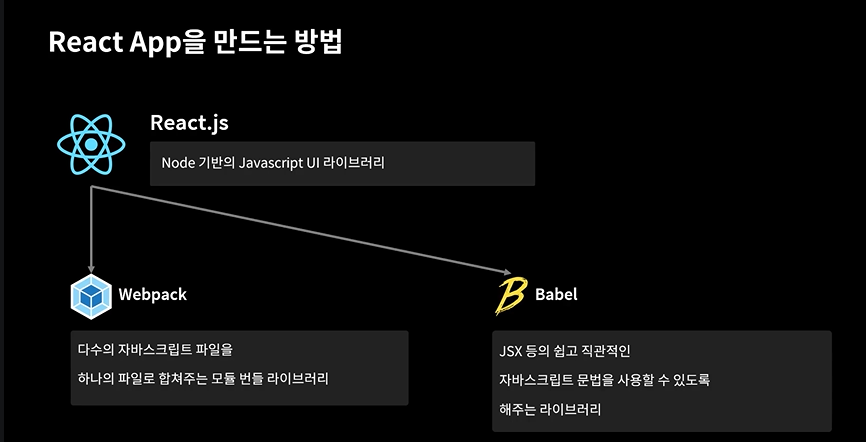 React App을 만드는 방법
React.js
Node 기반의 Javascript UI 라이브러리
Webpack
다수의 자바스크립트 파일을
하나의 파일로 합쳐주는 모듈 번들 라이브러리
Babel
JSX 등의 쉽고 직관적인
자바스크립트 문법을 사용할 수 있도록
해주는 라이브러리